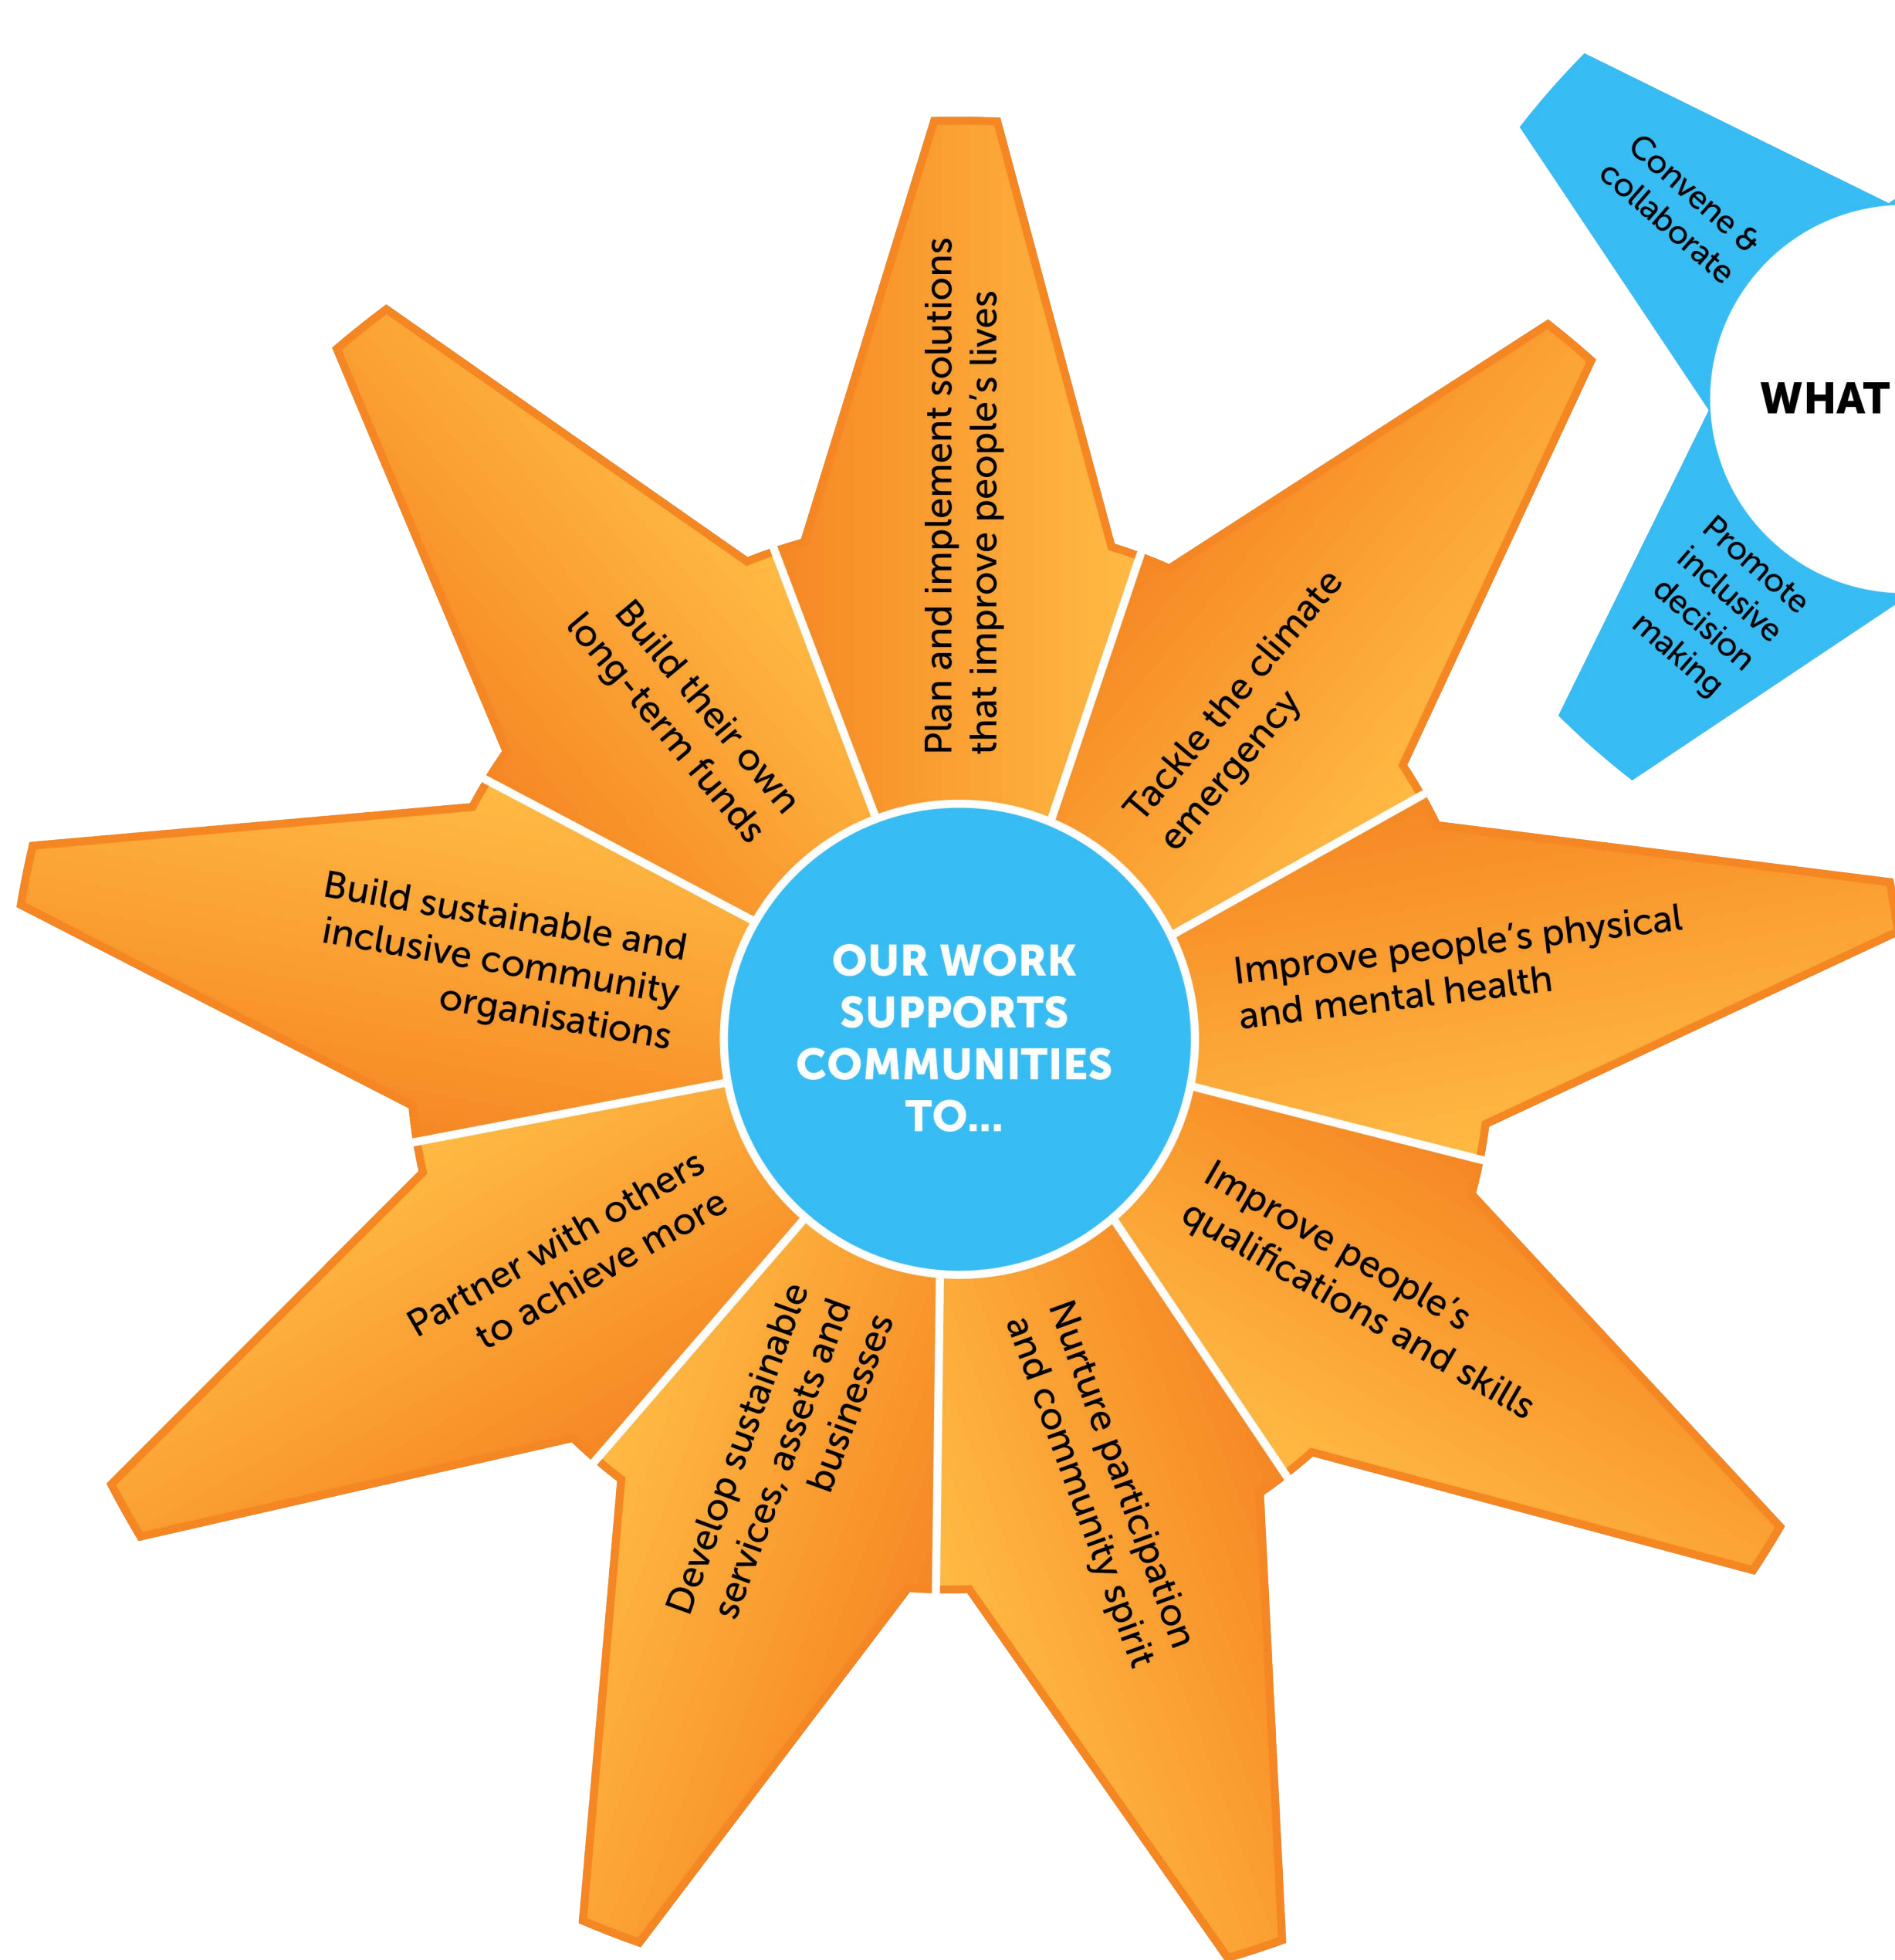 OUR WORK
SUPPORTS
COMMUNITIES
TO...
Plan and implement solutions
that improve people's lives
Tackle the climate
emergency
Improve people's physical
and mental health
Improve people's
qualifications and skills
Nurture participation
and community spirit
Develop sustainable
services, assets and
businesses
Partner with others
to achieve more
Build sustainable and
inclusive community
organisations
Build their own
long-term funds
Convene &
collaborate
WHAT
Promote
inclusive
decision
making